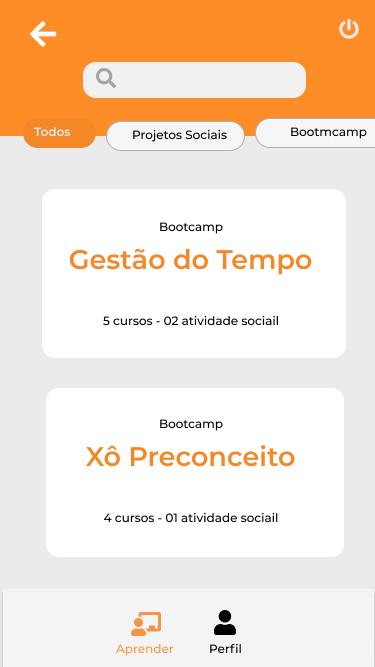 Todos
Projetos Sociais
Bootmcamp
Bootcamp
Gestão do Tempo
5 cursos - 02 atividade sociail
Bootcamp
Xô Preconceito
4 cursos - 01 atividade sociail
Aprender
Perfil